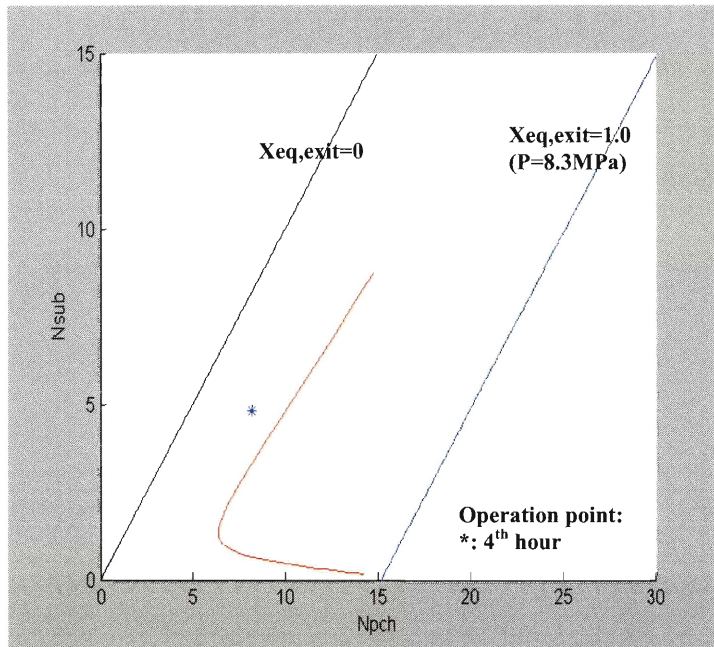 15
Xeq,exit=0
Xeq,exit=1.0
(P=8.3MPa)
10
Nsub
5
Operation point:
*: 4th hour
0
0 5 10 15 20 25 30
Npch